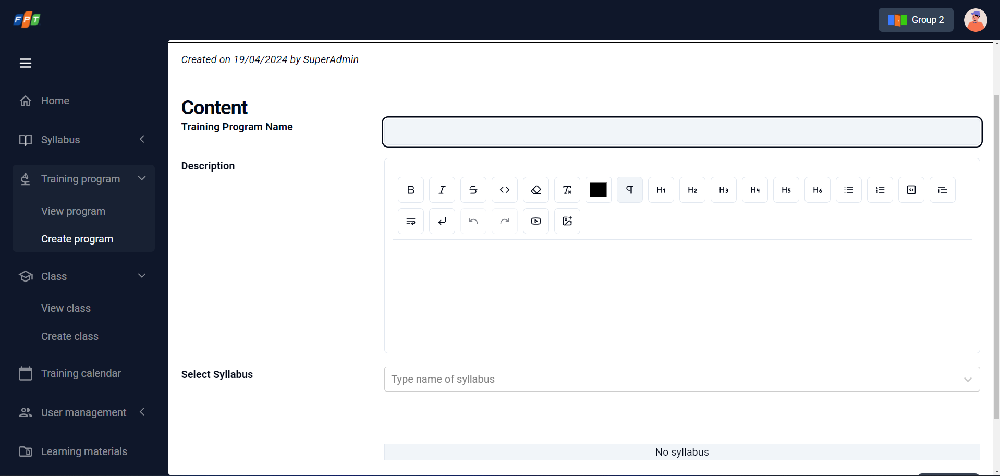 FPT
Group 2
Home
Syllabus
Training program
View program
Create program
Class
View class
Create class
Training calendar
User management
Learning materials
Created on 19/04/2024 by SuperAdmin
Content
Training Program Name
Description
B I S <> T× ¶ H1 H2 H3 H4 H5 H6
Select Syllabus
Type name of syllabus
No syllabus